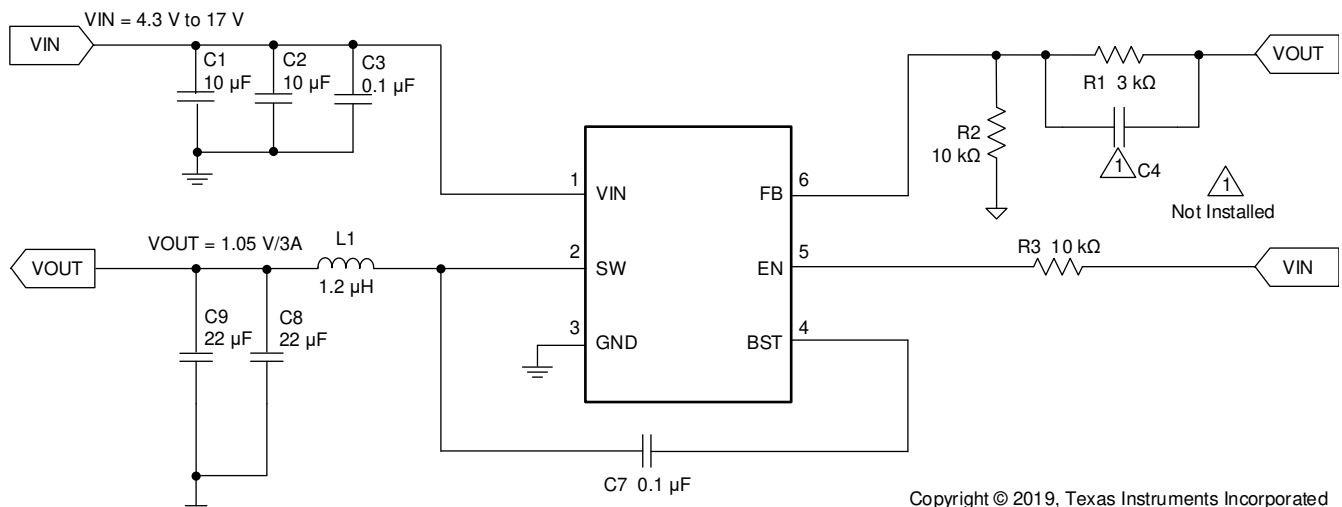 VIN = 4.3 V to 17 V
VIN
C1
10 µF
C2
10 µF
C3
0.1 µF
VOUT
R1 3 kΩ
R2
10 kΩ
1
C4
1
Not Installed
1
VIN
6
FB
VOUT = 1.05 V/3A
L1
1.2 µH
VOUT
2
SW
5
EN
R3 10 kΩ
VIN
C9
22 µF
C8
22 µF
3
GND
4
BST
C7 0.1 µF
Copyright © 2019, Texas Instruments Incorporated